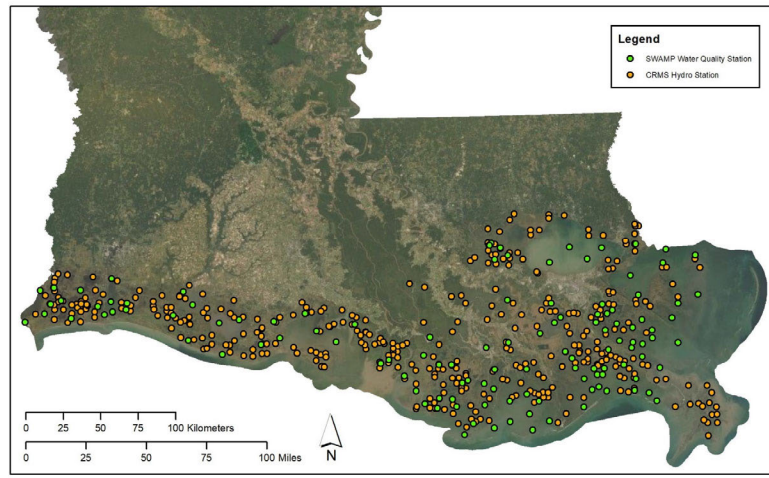 Legend
SWAMP Water Quality Station
CRMS Hydro Station
0 25 50 75 100 Kilometers
0 25 50 75 100 Miles
N